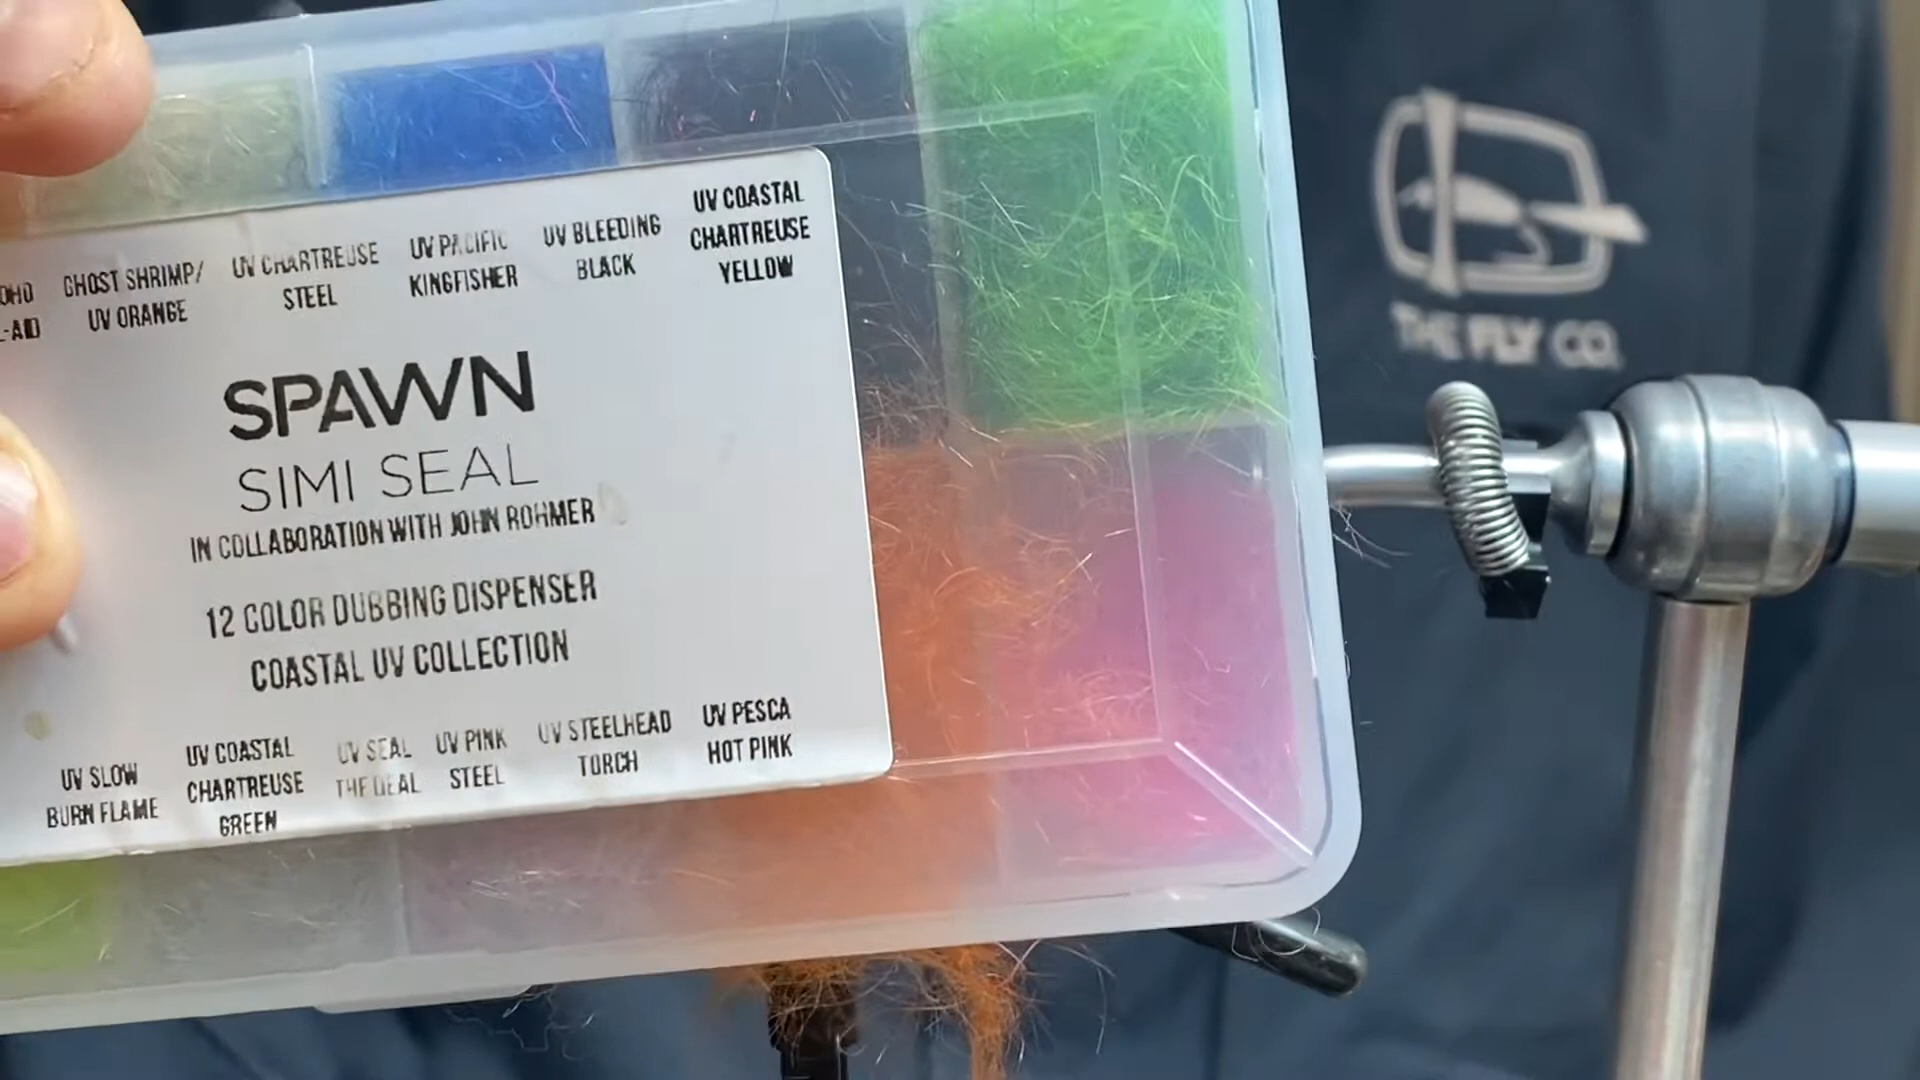 OHO
L-AID
GHOST SHRIMP/
UV ORANGE
UV CHARTREUSE
STEEL
UV PACIFIC
KINGFISHER
UV BLEEDING
BLACK
UV COASTAL
CHARTREUSE
YELLOW
SPAWN
SIMI SEAL
IN COLLABORATION WITH JOHN ROHMER
12 COLOR DUBBING DISPENSER
COASTAL UV COLLECTION
UV SLOW
BURN FLAME
UV COASTAL
CHARTREUSE
GREEN
UV SEAL
THE DEAL
UV PINK
STEEL
UV STEELHEAD
TORCH
UV PESCA
HOT PINK
THE FLY CO.